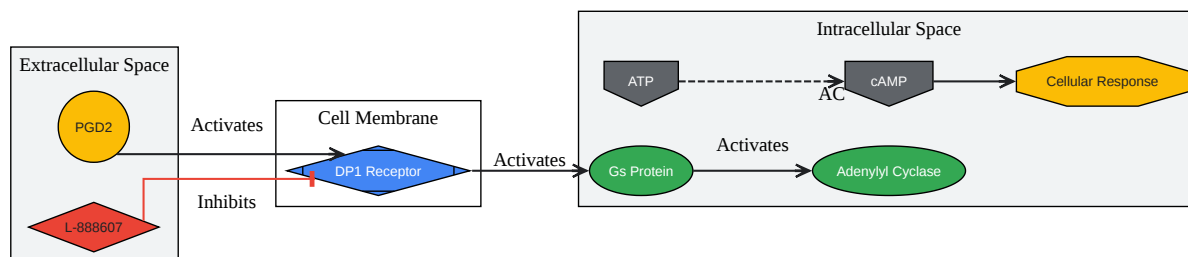 Extracellular Space
PGD2
L-888607
Activates
Inhibits
Cell Membrane
DP1 Receptor
Activates
Intracellular Space
ATP
AC
cAMP
Cellular Response
Gs Protein
Activates
Adenylyl Cyclase